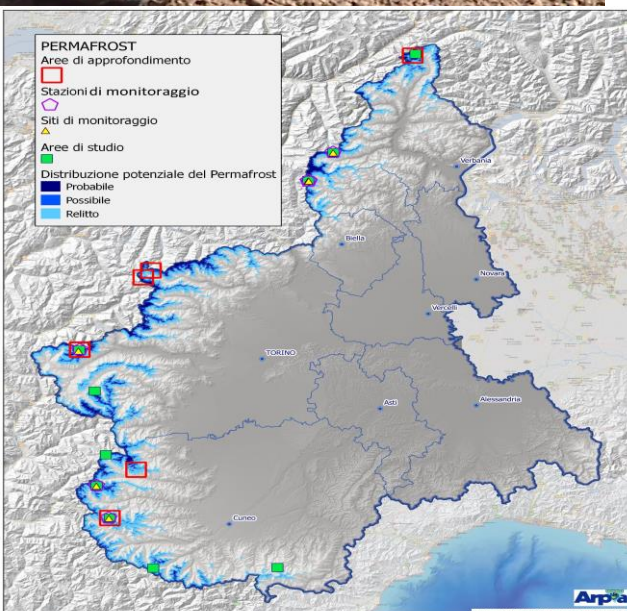 PERMAFROST
Aree di approfondimento
Stazioni di monitoraggio
Siti di monitoraggio
Aree di studio
Distribuzione potenziale del Permafrost
Probabile
Possibile
Relitto
Verbania
Biella
Novara
Vercelli
TORINO
Asti
Alessandria
Cuneo
Arpa